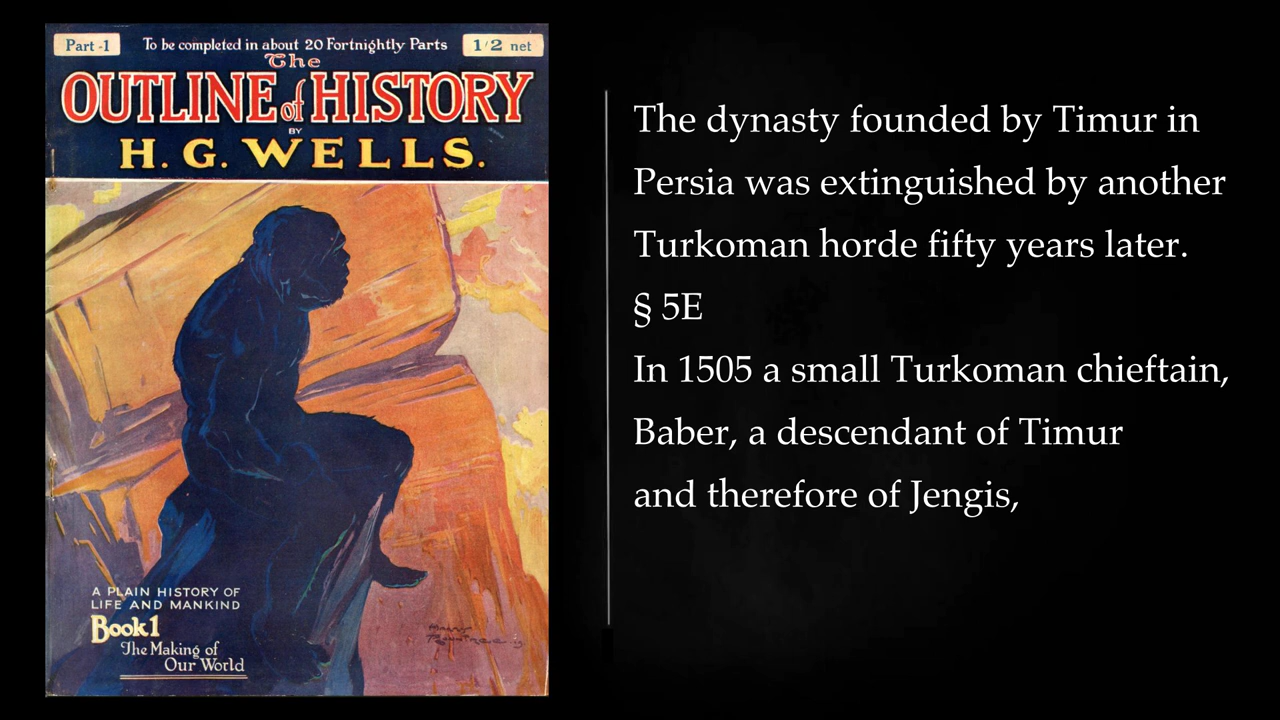 Part -1
To be completed in about 20 Fortnightly Parts
1/2 net
The
OUTLINE of HISTORY
BY
H. G. WELLS.
A PLAIN HISTORY OF
LIFE AND MANKIND
Book 1
The Making of
Our World
The dynasty founded by Timur in
Persia was extinguished by another
Turkoman horde fifty years later.
§ 5E
In 1505 a small Turkoman chieftain,
Baber, a descendant of Timur
and therefore of Jengis,